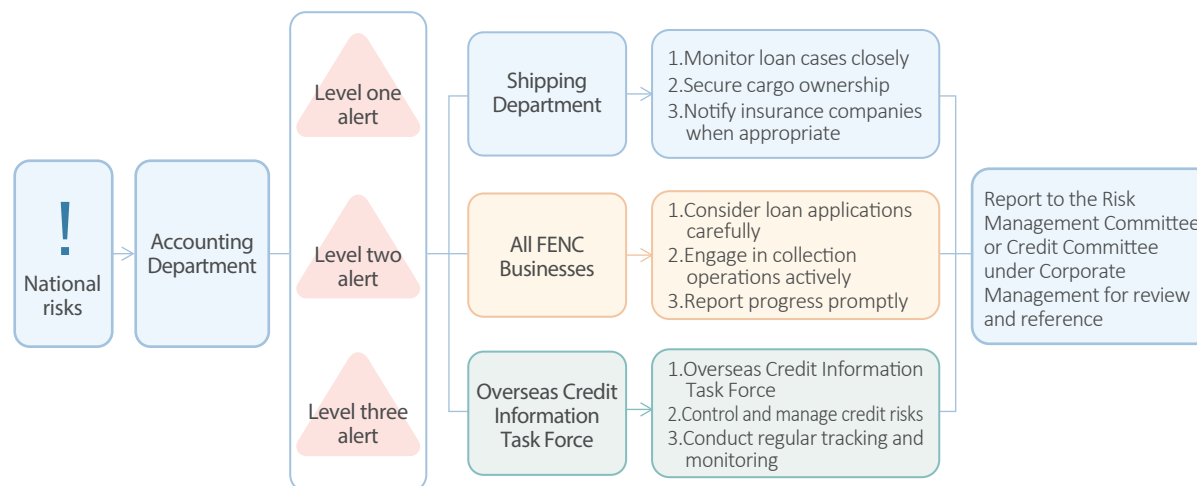 !
National
risks
Accounting
Department
Level one
alert
Level two
alert
Level three
alert
Shipping
Department
1.Monitor loan cases closely
2.Secure cargo ownership
3.Notify insurance companies
when appropriate
All FENC
Businesses
1.Consider loan applications
carefully
2.Engage in collection
operations actively
3.Report progress promptly
Overseas Credit
Information
Task Force
1.Overseas Credit Information
Task Force
2.Control and manage credit risks
3.Conduct regular tracking and
monitoring
Report to the Risk
Management Committee
or Credit Committee
under Corporate
Management for review
and reference